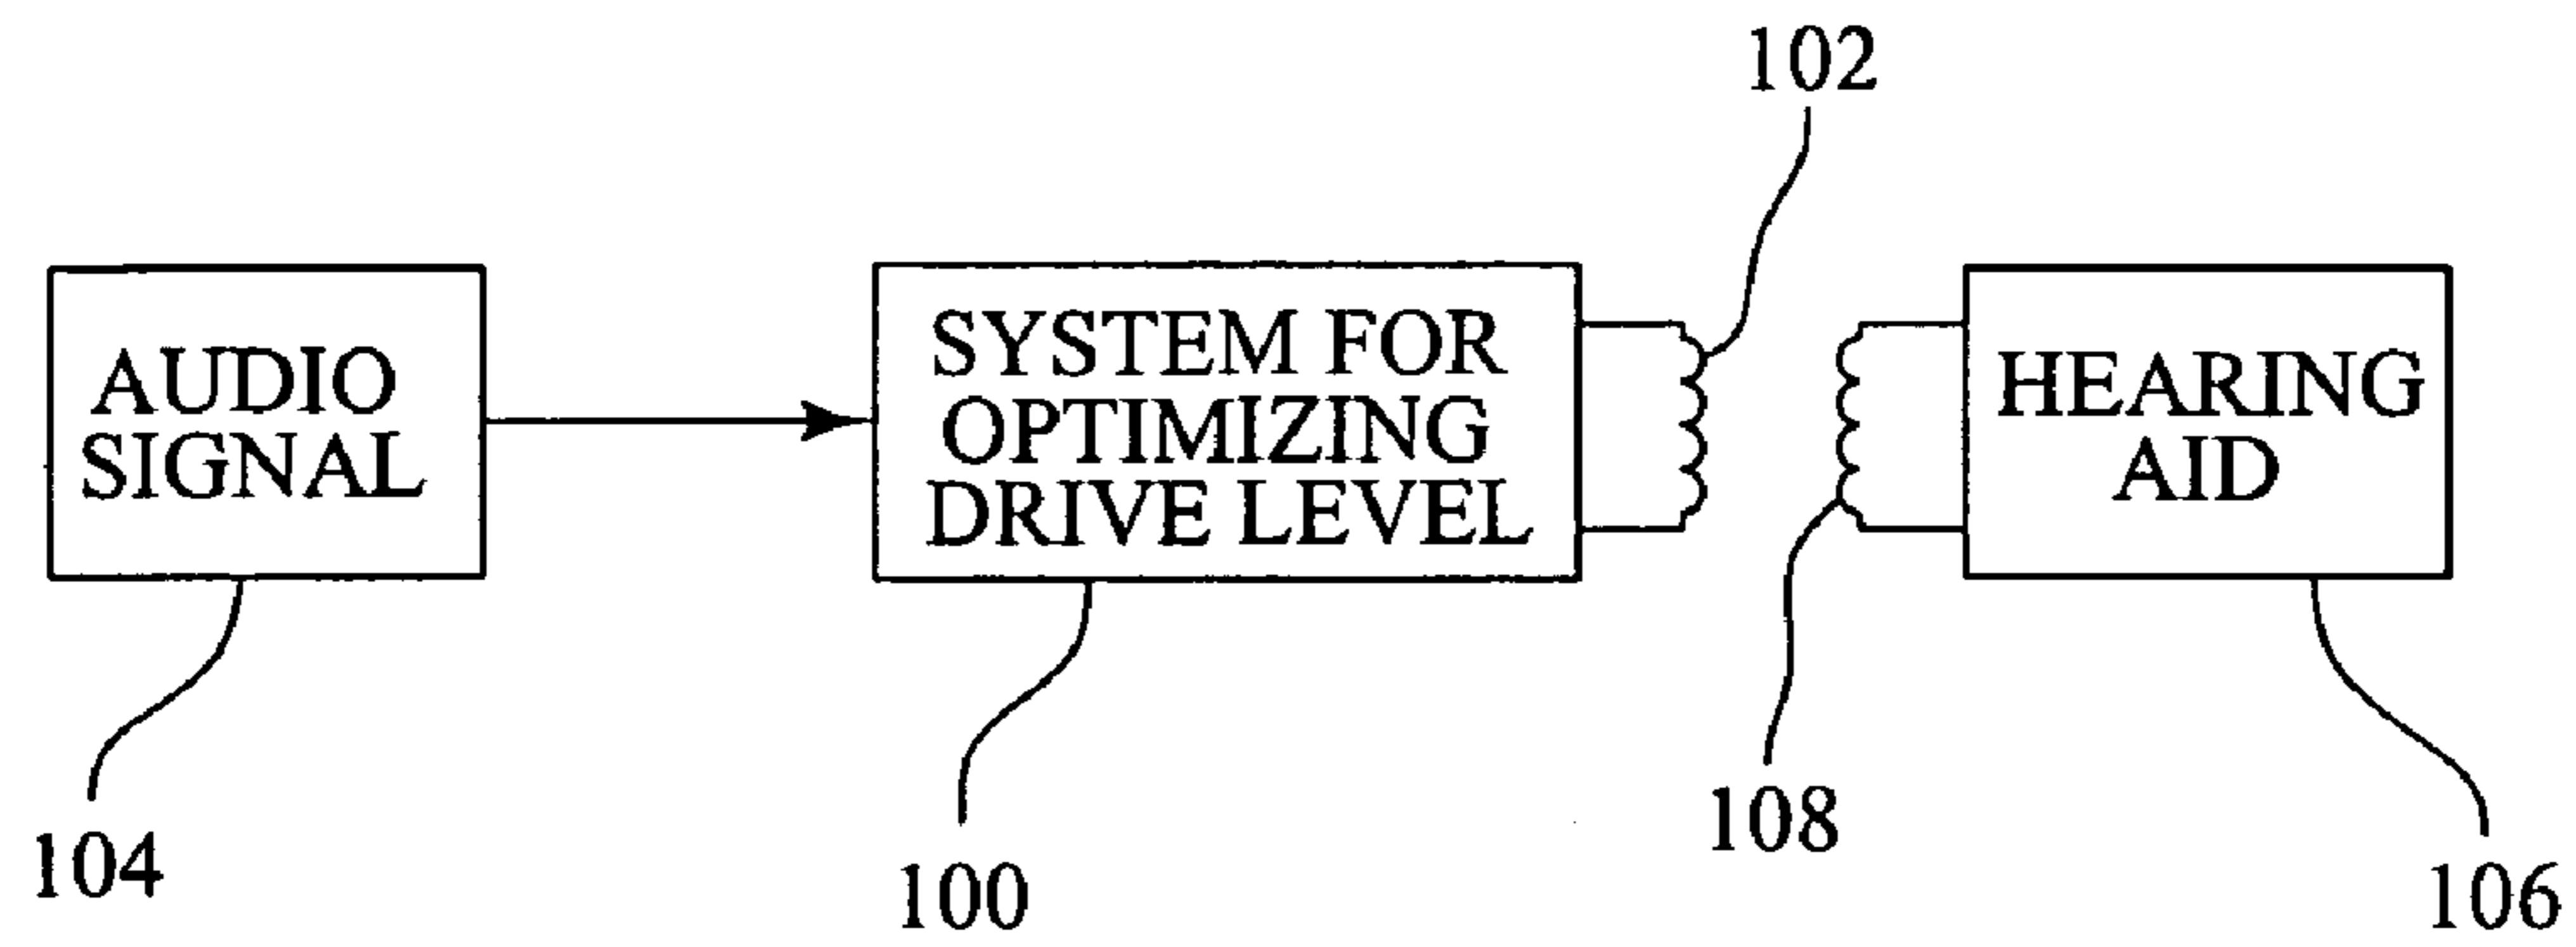 102
AUDIO
SIGNAL
SYSTEM FOR
OPTIMIZING
DRIVE LEVEL
HEARING
AID
104
100
108
106